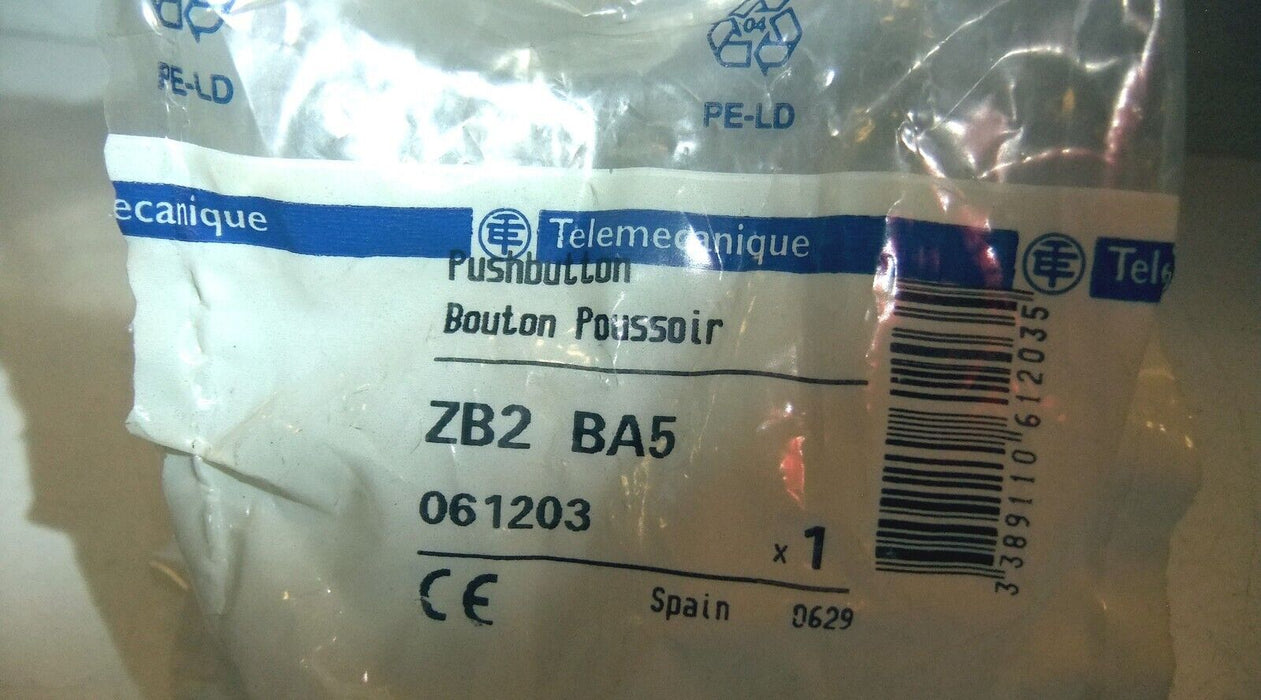 04
PE-LD
PE-LD
ecanique Telemecanique Tele
Pushbutton
Bouton Poussoir
ZB2 BA5
061203
x 1
CE Spain 0629
3 389110 612035